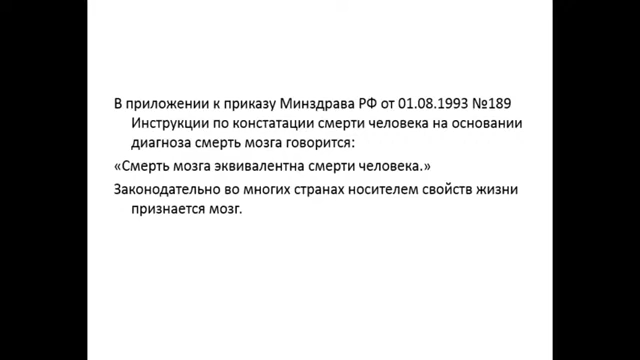 В приложении к приказу Минздрава РФ от 01.08.1993 №189
Инструкции по констатации смерти человека на основании
диагноза смерть мозга говорится:
«Смерть мозга эквивалентна смерти человека.»
Законодательно во многих странах носителем свойств жизни
признается мозг.